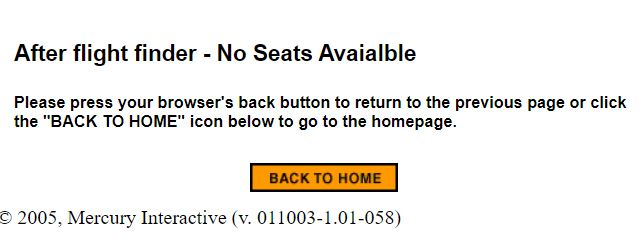 After flight finder - No Seats Avaialble
Please press your browser's back button to return to the previous page or click
the "BACK TO HOME" icon below to go to the homepage.
BACK TO HOME
© 2005, Mercury Interactive (v. 011003-1.01-058)